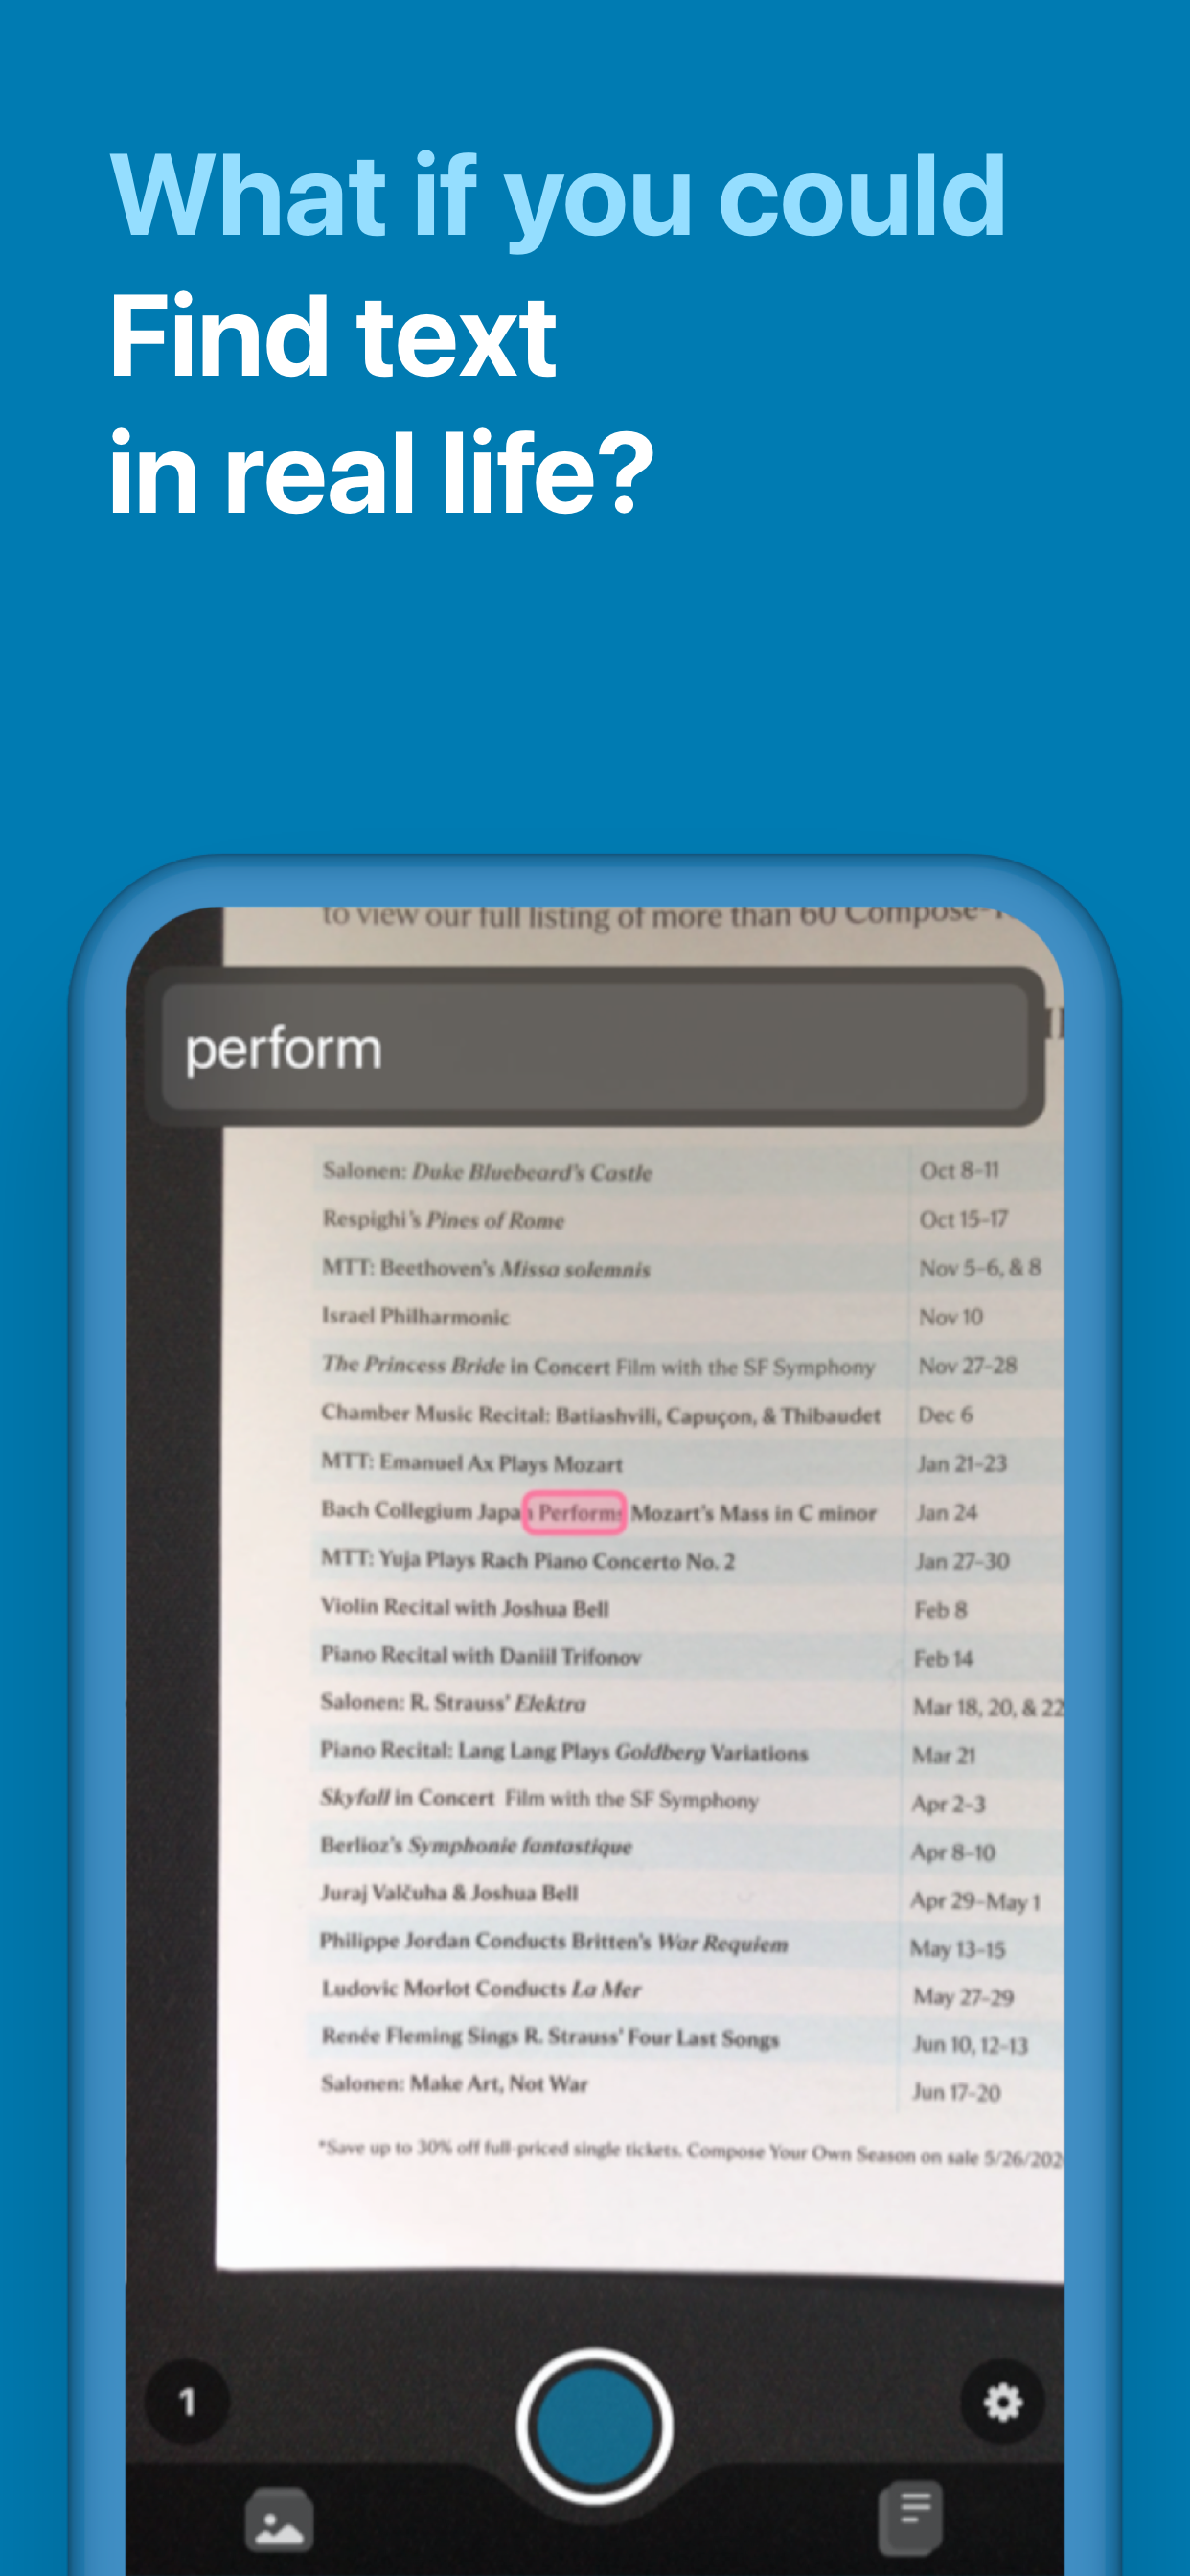 What if you could
Find text
in real life?
to view our full listing of more than 60 Compose-
perform
Salonen: Duke Bluebeard's Castle Oct 8–11
Respighi's Pines of Rome Oct 15–17
MTT: Beethoven's Missa solemnis Nov 5–6, & 8
Israel Philharmonic Nov 10
The Princess Bride in Concert Film with the SF Symphony Nov 27–28
Chamber Music Recital: Batiashvili, Capuçon, & Thibaudet Dec 6
MTT: Emanuel Ax Plays Mozart Jan 21–23
Bach Collegium Japan Performs Mozart's Mass in C minor Jan 24
MTT: Yuja Plays Rach Piano Concerto No. 2 Jan 27–30
Violin Recital with Joshua Bell Feb 8
Piano Recital with Daniil Trifonov Feb 14
Salonen: R. Strauss' Elektra Mar 18, 20, & 22
Piano Recital: Lang Lang Plays Goldberg Variations Mar 21
Skyfall in Concert Film with the SF Symphony Apr 2–3
Berlioz's Symphonie fantastique Apr 8–10
Juraj Valčuha & Joshua Bell Apr 29–May 1
Philippe Jordan Conducts Britten's War Requiem May 13–15
Ludovic Morlot Conducts La Mer May 27–29
Renée Fleming Sings R. Strauss' Four Last Songs Jun 10, 12–13
Salonen: Make Art, Not War Jun 17–20
*Save up to 30% off full-priced single tickets. Compose Your Own Season on sale 5/26/202
1